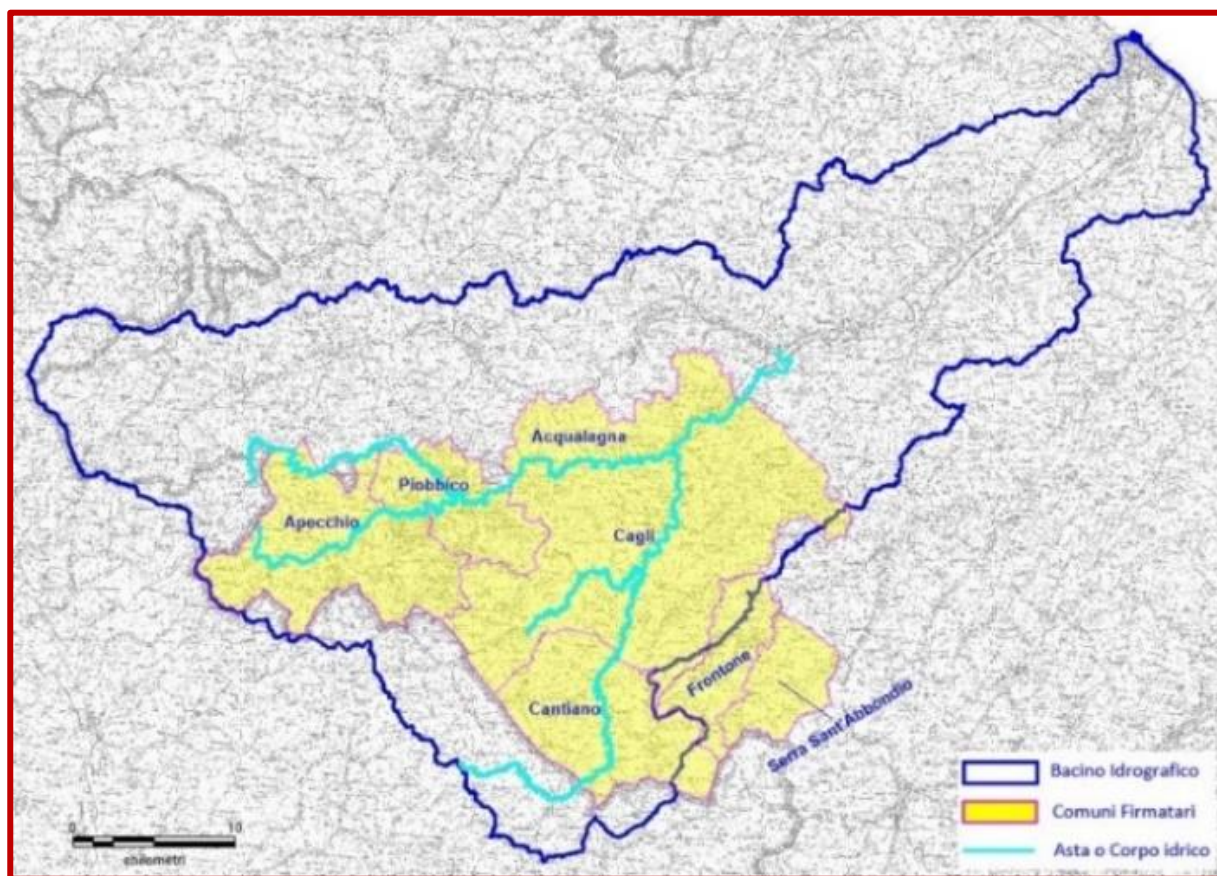 Acqualagna
Piobbico
Apecchio
Cagli
Frontone
Cantiano
Serra Sant'Abbondio
Bacino Idrografico
Comuni Firmatari
Asta o Corpo idrico
0 10
chilometri